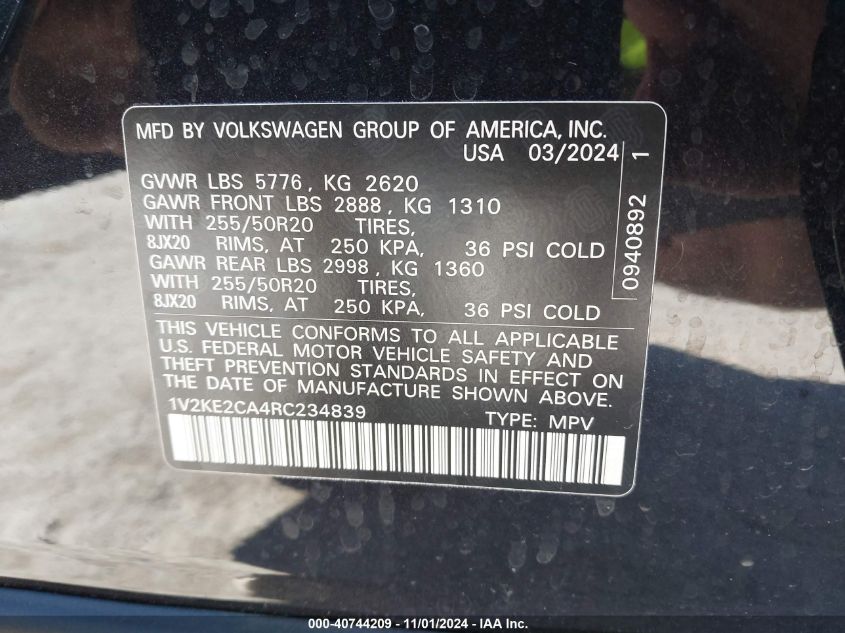 MFD BY VOLKSWAGEN GROUP OF AMERICA, INC.
USA 03/2024
GVWR LBS 5776, KG 2620
GAWR FRONT LBS 2888, KG 1310
WITH 255/50R20 TIRES,
8JX20 RIMS, AT 250 KPA, 36 PSI COLD
GAWR REAR LBS 2998, KG 1360
WITH 255/50R20 TIRES,
8JX20 RIMS, AT 250 KPA, 36 PSI COLD
THIS VEHICLE CONFORMS TO ALL APPLICABLE
U.S. FEDERAL MOTOR VEHICLE SAFETY AND
THEFT PREVENTION STANDARDS IN EFFECT ON
THE DATE OF MANUFACTURE SHOWN ABOVE.
1V2KE2CA4RC234839 TYPE: MPV
0940892 1
000-40744209 - 11/01/2024 - IAA Inc.